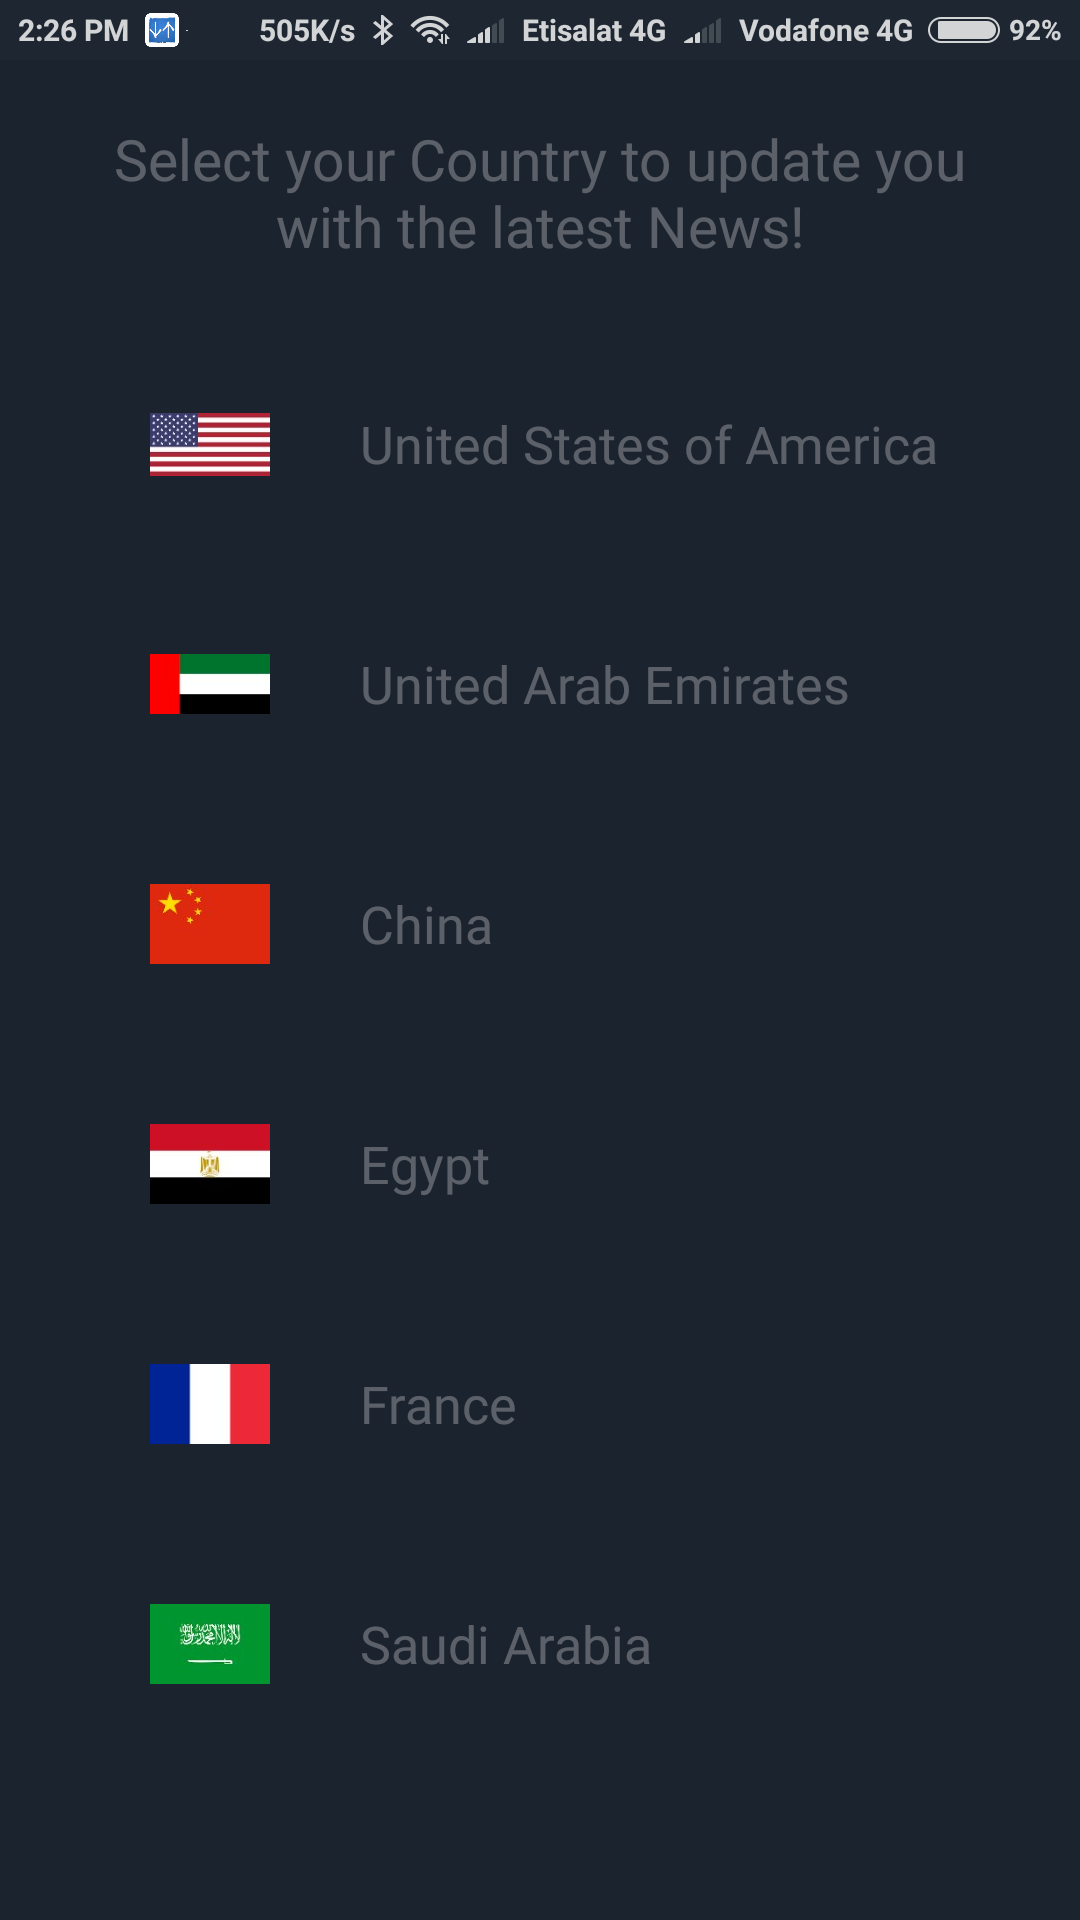 2:26 PM 505K/s Etisalat 4G Vodafone 4G 92%
Select your Country to update you
with the latest News!
United States of America
United Arab Emirates
China
Egypt
France
Saudi Arabia